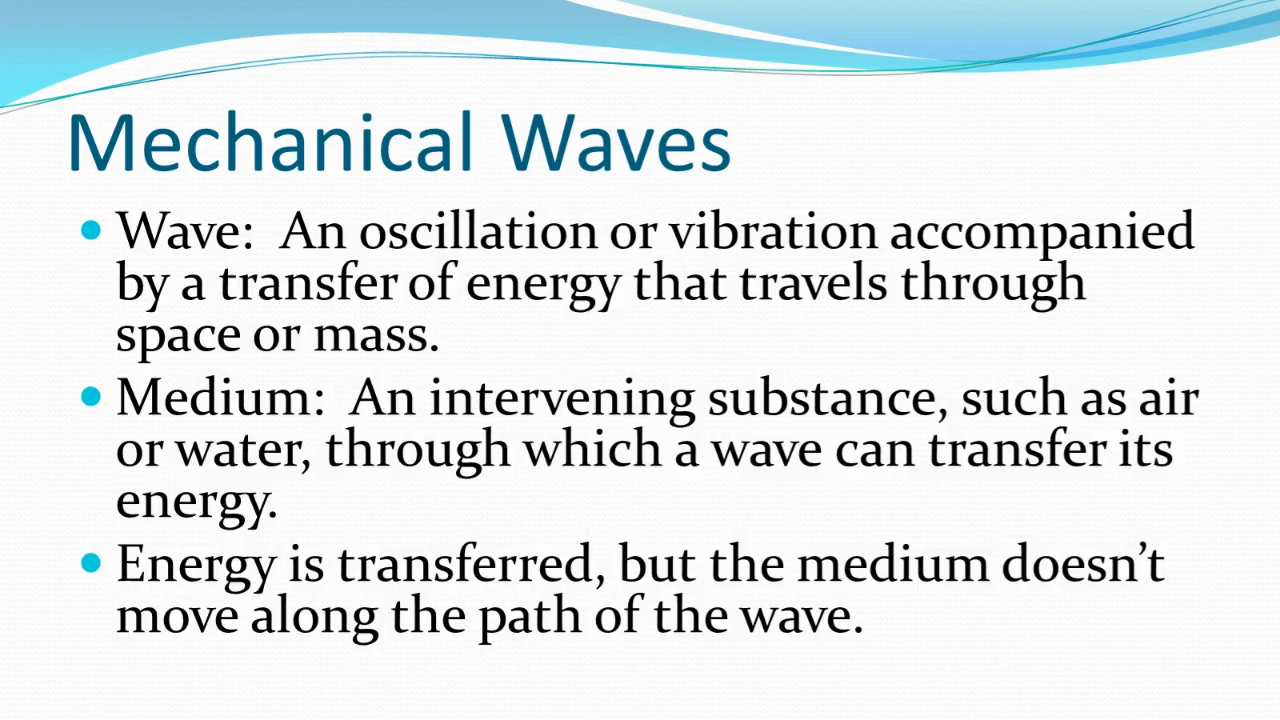 Mechanical Waves
• Wave:  An oscillation or vibration accompanied
by a transfer of energy that travels through
space or mass.
• Medium:  An intervening substance, such as air
or water, through which a wave can transfer its
energy.
• Energy is transferred, but the medium doesn’t
move along the path of the wave.